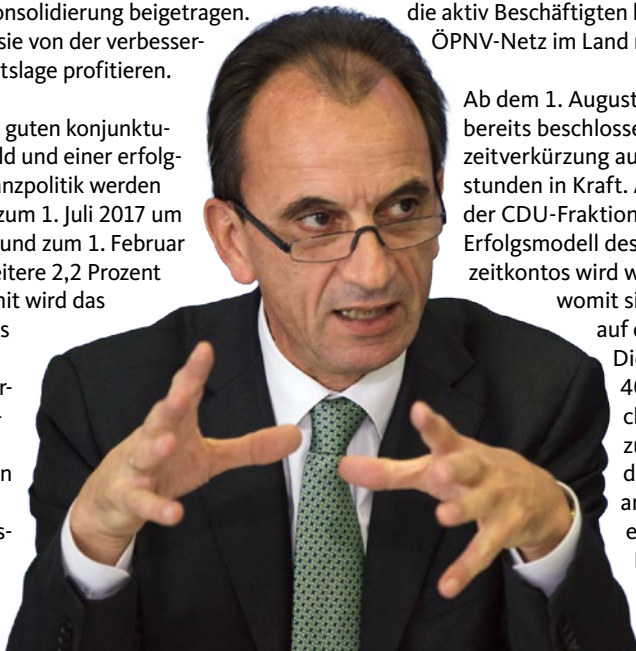 onsolidierung beigetragen.
sie von der verbesser-
tslage profitieren.
guten konjunktu-
ld und einer erfolg-
anzpolitik werden
zum 1. Juli 2017 um
und zum 1. Februar
eitere 2,2 Prozent
mit wird das
s
r-
n
s-
die aktiv Beschäftigten
ÖPNV-Netz im Land
Ab dem 1. August
bereits beschlosse
zeitverkürzung au
stunden in Kraft. A
der CDU-Fraktion
Erfolgsmodell des
zeitkontos wird w
womit si
auf
Di
zu
e